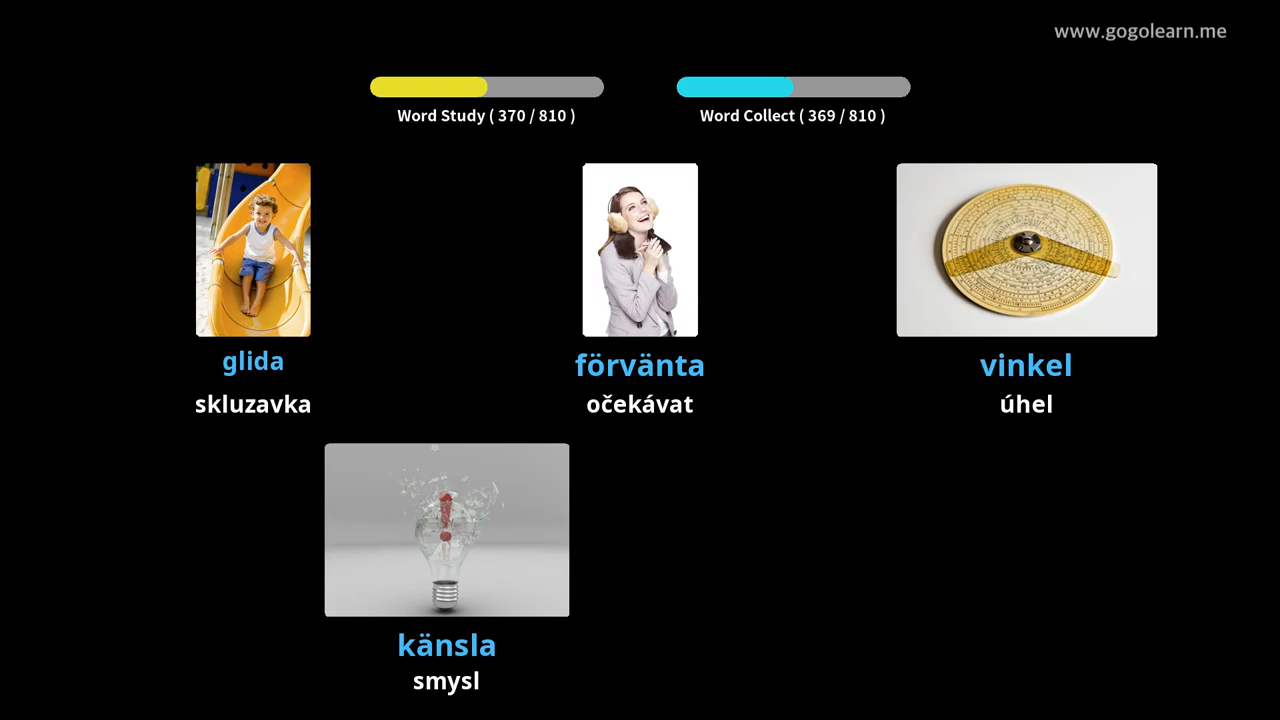 www.gogolearn.me
Word Study ( 370 / 810 )
Word Collect ( 369 / 810 )
glida
förvänta
vinkel
skluzavka
očekávat
úhel
känsla
smysl